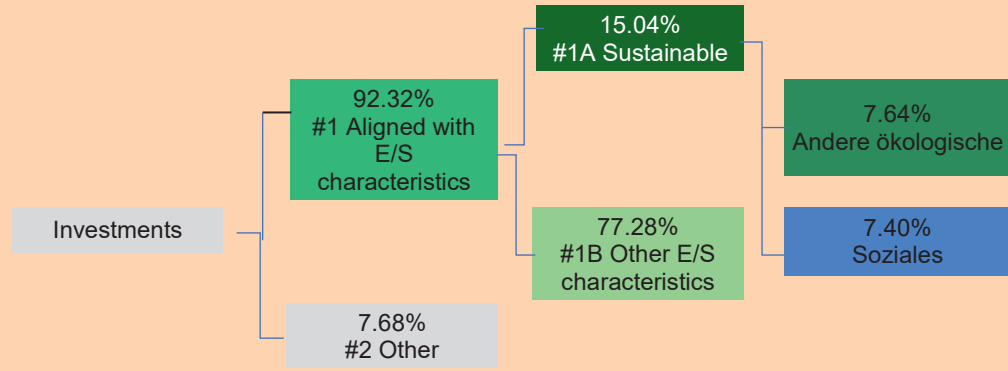 15.04%
#1A Sustainable
92.32%
#1 Aligned with
E/S
characteristics
7.64%
Andere ökologische
Investments
77.28%
#1B Other E/S
characteristics
7.40%
Soziales
7.68%
#2 Other